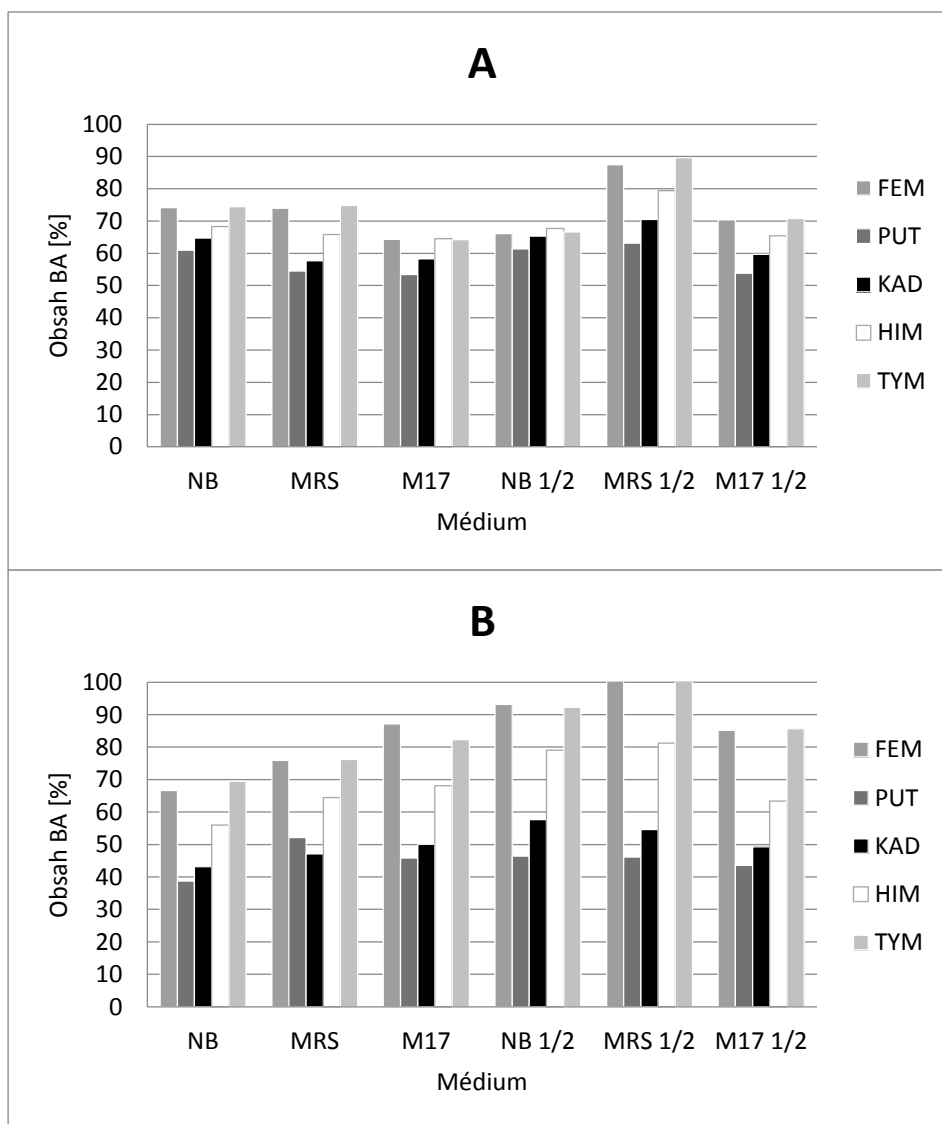 A
100
90
80
70
60
50
40
30
20
10
0
Obsah BA [%]
NB MRS M17 NB 1/2 MRS 1/2 M17 1/2
Médium
FEM
PUT
KAD
HIM
TYM
B
100
90
80
70
60
50
40
30
20
10
0
Obsah BA [%]
NB MRS M17 NB 1/2 MRS 1/2 M17 1/2
Médium
FEM
PUT
KAD
HIM
TYM